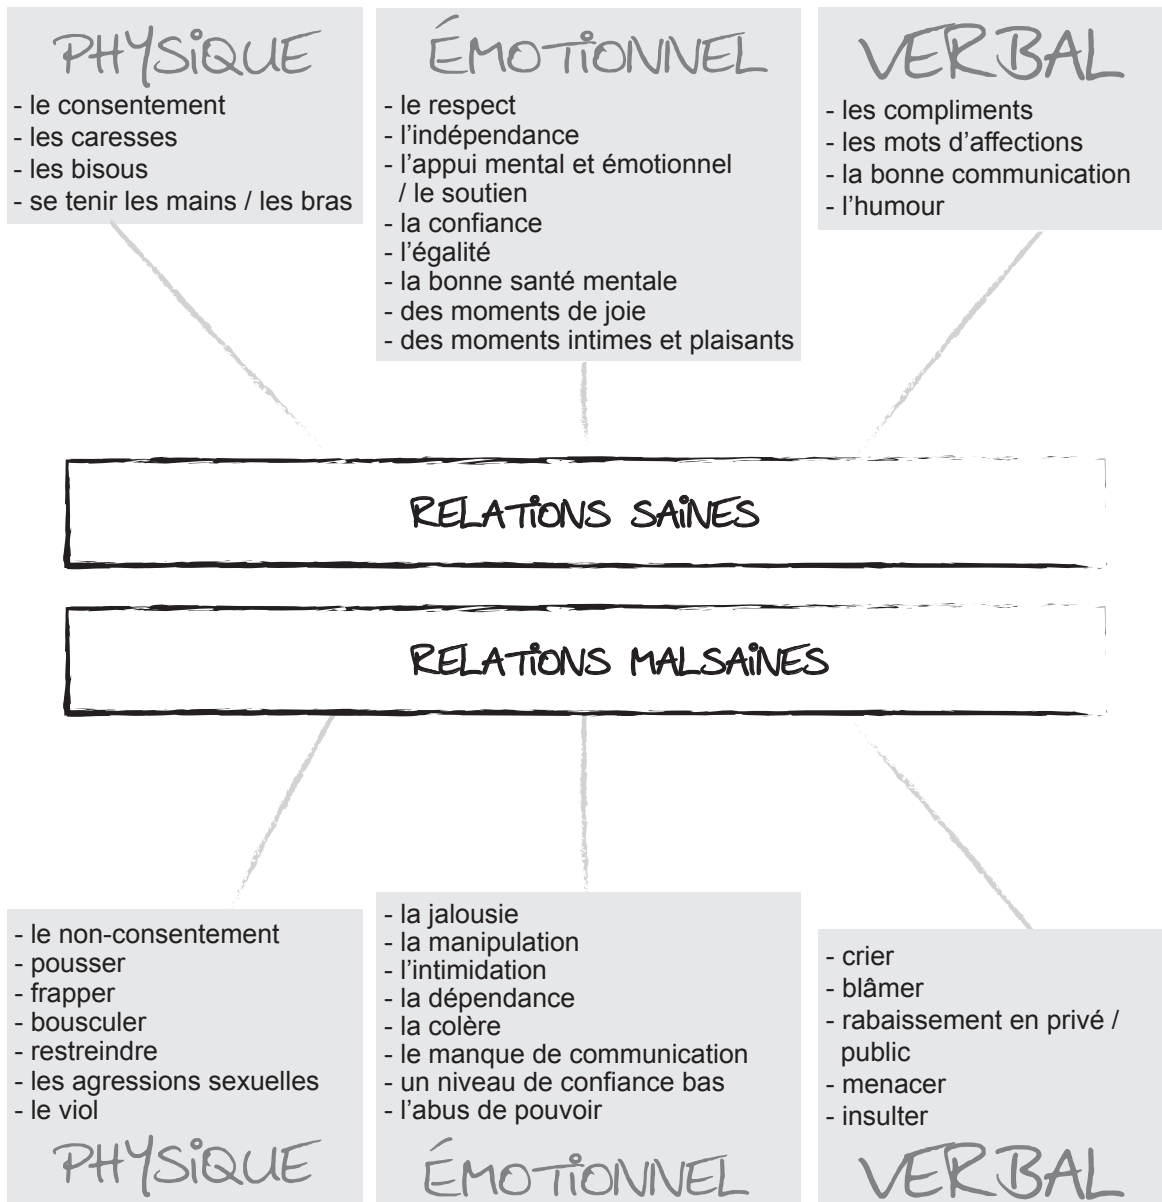 PHYSIQUE
- le consentement
- les caresses
- les bisous
- se tenir les mains / les bras
ÉMOTIONNEL
- le respect
- l’indépendance
- l’appui mental et émotionnel
/ le soutien
- la confiance
- l’égalité
- la bonne santé mentale
- des moments de joie
- des moments intimes et plaisants
VERBAL
- les compliments
- les mots d’affections
- la bonne communication
- l’humour
RELATIONS SAINES
RELATIONS MALSAINES
- le non-consentement
- pousser
- frapper
- bousculer
- restreindre
- les agressions sexuelles
- le viol
PHYSIQUE
- la jalousie
- la manipulation
- l’intimidation
- la dépendance
- la colère
- le manque de communication
- un niveau de confiance bas
- l’abus de pouvoir
ÉMOTIONNEL
- crier
- blâmer
- rabaissement en privé /
public
- menacer
- insulter
VERBAL